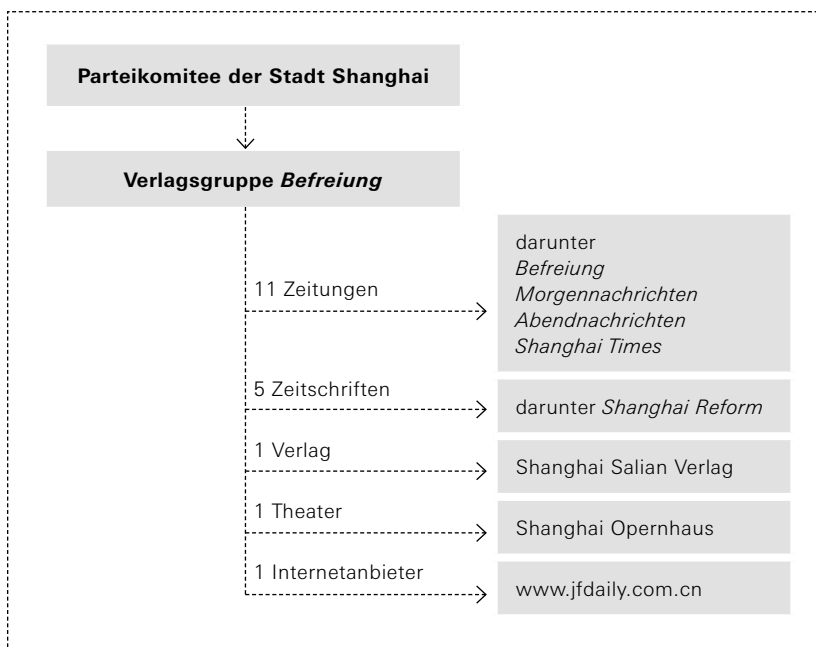 Parteikomitee der Stadt Shanghai
Verlagsgruppe Befreiung
11 Zeitungen
darunter
Befreiung
Morgennachrichten
Abendnachrichten
Shanghai Times
5 Zeitschriften
darunter Shanghai Reform
1 Verlag
Shanghai Salian Verlag
1 Theater
Shanghai Opernhaus
1 Internetanbieter
www.jfdaily.com.cn